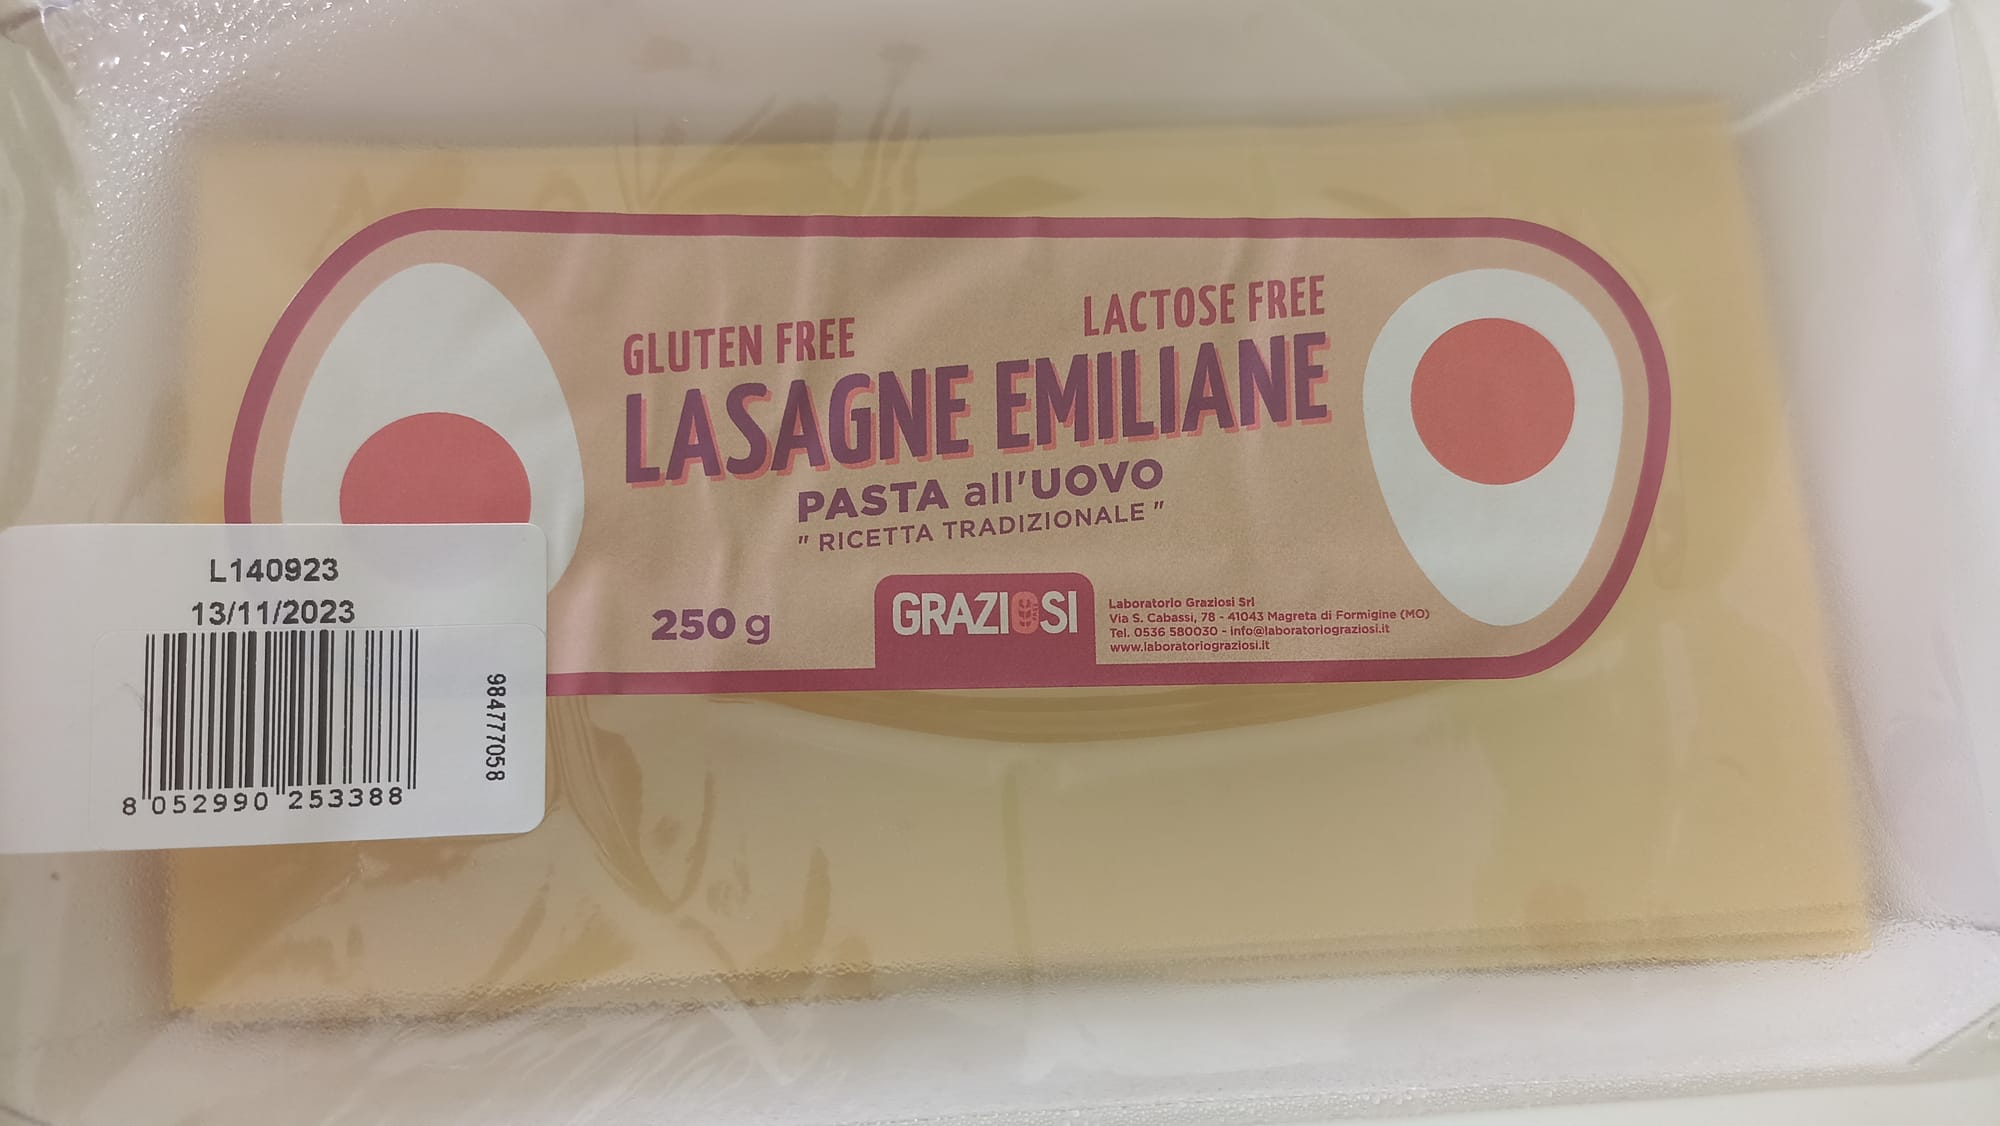 GLUTEN FREE
LACTOSE FREE
LASAGNE EMILIANE
PASTA all'UOVO
" RICETTA TRADIZIONALE "
250 g
GRAZIOSI
Laboratorio Graziosi Srl
Via S. Cabassi, 78 - 41043 Magreta di Formigine (MO)
Tel. 0536 580030 - info@laboratoriograziosi.it
www.laboratoriograziosi.it
L140923
13/11/2023
8 052990 253388
984777058